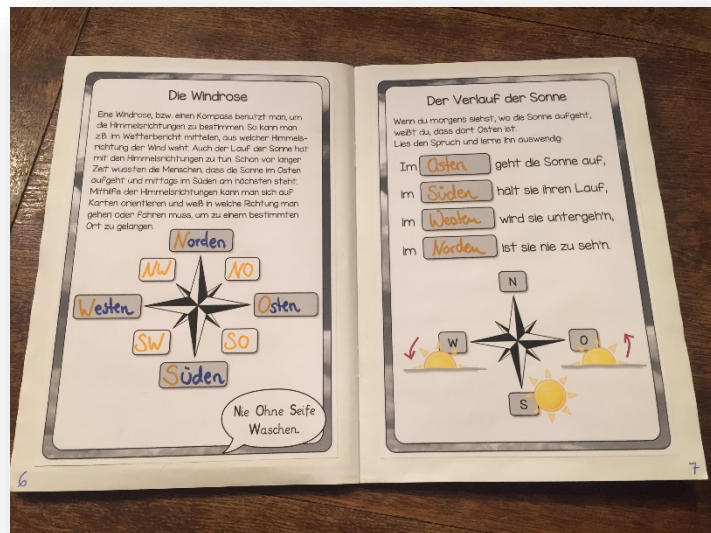 Die Windrose
Eine Windrose, bzw. einen Kompass benutzt man, um
die Himmelsrichtungen zu bestimmen. So kann man
z.B. im Wetterbericht mitteilen, aus welcher Himmels-
richtung der Wind weht. Auch der Lauf der Sonne hat
mit den Himmelsrichtungen zu tun. Schon vor langer
Zeit wussten die Menschen, dass die Sonne im Osten
aufgeht und mittags im Süden am höchsten steht.
Mithilfe der Himmelsrichtungen kann man sich auf
Karten orientieren und weiß in welche Richtung man
gehen oder fahren muss, um zu einem bestimmten
Ort zu gelangen.
Norden
NW NO
Westen Osten
SW SO
Süden
Nie Ohne Seife
Waschen
6
Der Verlauf der Sonne
Wenn du morgens siehst, wo die Sonne aufgeht,
weißt du, dass dort Osten ist.
Lies den Spruch und lerne ihn auswendig:
Im Osten geht die Sonne auf,
im Süden hält sie ihren Lauf,
im Westen wird sie untergeh'n,
im Norden ist sie nie zu seh'n.
N
W O
S
7